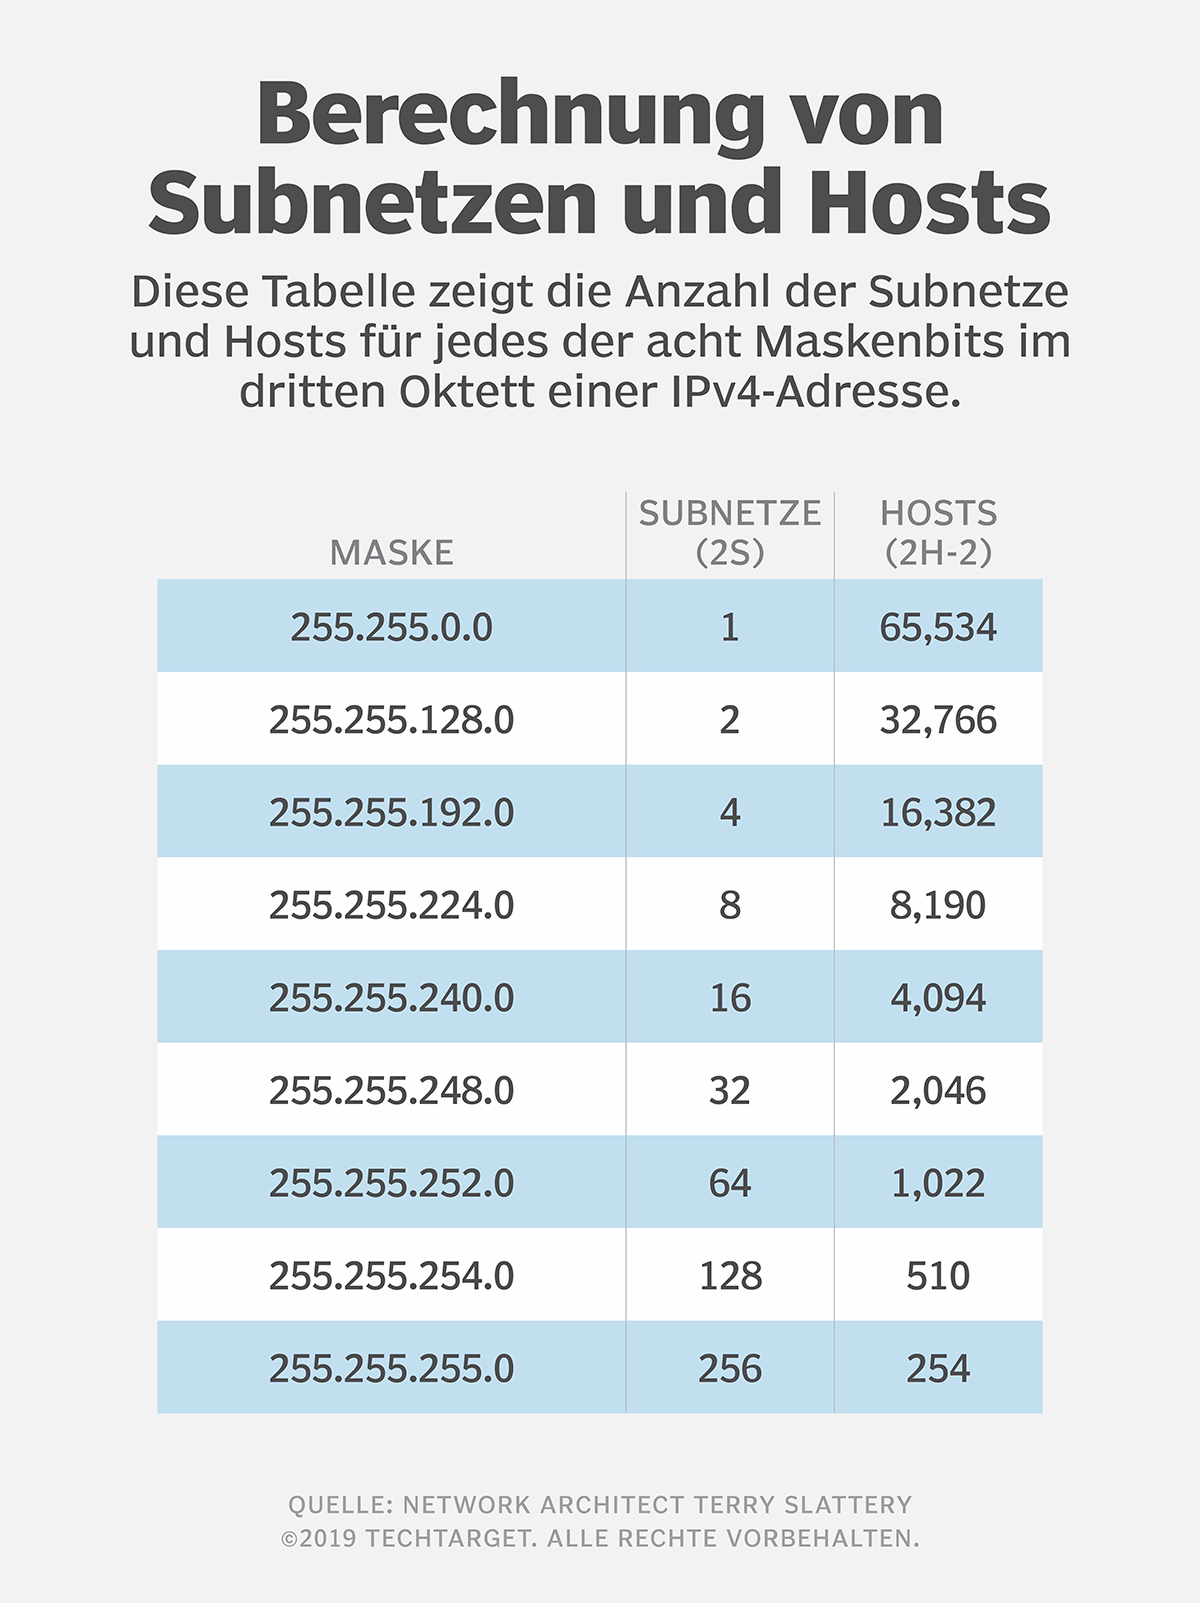 Berechnung von
Subnetzen und Hosts
Diese Tabelle zeigt die Anzahl der Subnetze
und Hosts für jedes der acht Maskenbits im
dritten Oktett einer IPv4-Adresse.
MASKE SUBNETZE (2S) HOSTS (2H-2)
255.255.0.0 1 65,534
255.255.128.0 2 32,766
255.255.192.0 4 16,382
255.255.224.0 8 8,190
255.255.240.0 16 4,094
255.255.248.0 32 2,046
255.255.252.0 64 1,022
255.255.254.0 128 510
255.255.255.0 256 254
QUELLE: NETWORK ARCHITECT TERRY SLATTERY
©2019 TECHTARGET. ALLE RECHTE VORBEHALTEN.